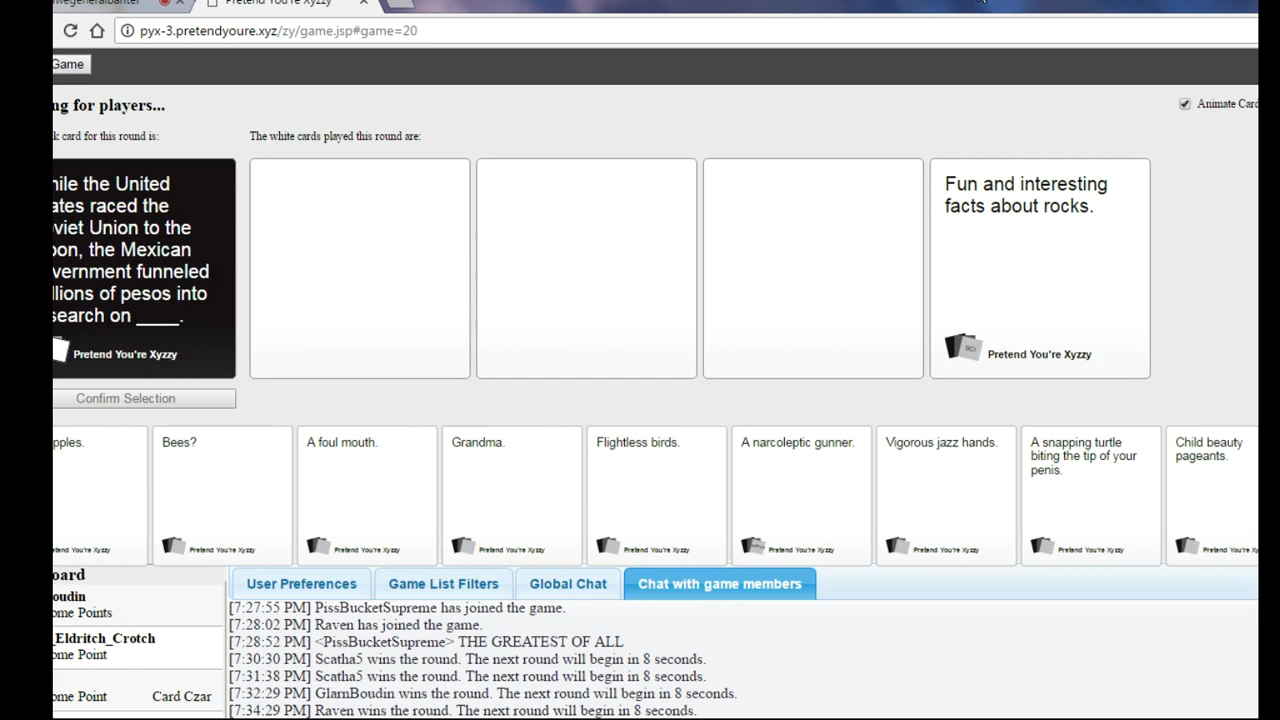 Pretend You're Xyzzy
pyx-3.pretendyoure.xyz/zy/game.jsp#game=20
Game
ng for players...
Animate Card
k card for this round is:
The white cards played this round are:
hile the United
ates raced the
viet Union to the
oon, the Mexican
vernment funneled
llions of pesos into
search on ____.
Pretend You're Xyzzy
Fun and interesting
facts about rocks.
Pretend You're Xyzzy
Confirm Selection
pples.
Bees?
A foul mouth.
Grandma.
Flightless birds.
A narcoleptic gunner.
Vigorous jazz hands.
A snapping turtle
biting the tip of your
penis.
Child beauty
pageants.
etend You're Xyzzy
Pretend You're Xyzzy
Pretend You're Xyzzy
Pretend You're Xyzzy
Pretend You're Xyzzy
Pretend You're Xyzzy
Pretend You're Xyzzy
Pretend You're Xyzzy
Pretend You're Xy
oard
oudin
ome Points
_Eldritch_Crotch
ome Point
ome Point Card Czar
User Preferences
Game List Filters
Global Chat
Chat with game members
[7:27:55 PM] PissBucketSupreme has joined the game.
[7:28:02 PM] Raven has joined the game.
[7:28:52 PM] <PissBucketSupreme> THE GREATEST OF ALL
[7:30:30 PM] Scatha5 wins the round. The next round will begin in 8 seconds.
[7:31:38 PM] Scatha5 wins the round. The next round will begin in 8 seconds.
[7:32:29 PM] GlarnBoudin wins the round. The next round will begin in 8 seconds.
[7:34:29 PM] Raven wins the round. The next round will begin in 8 seconds.